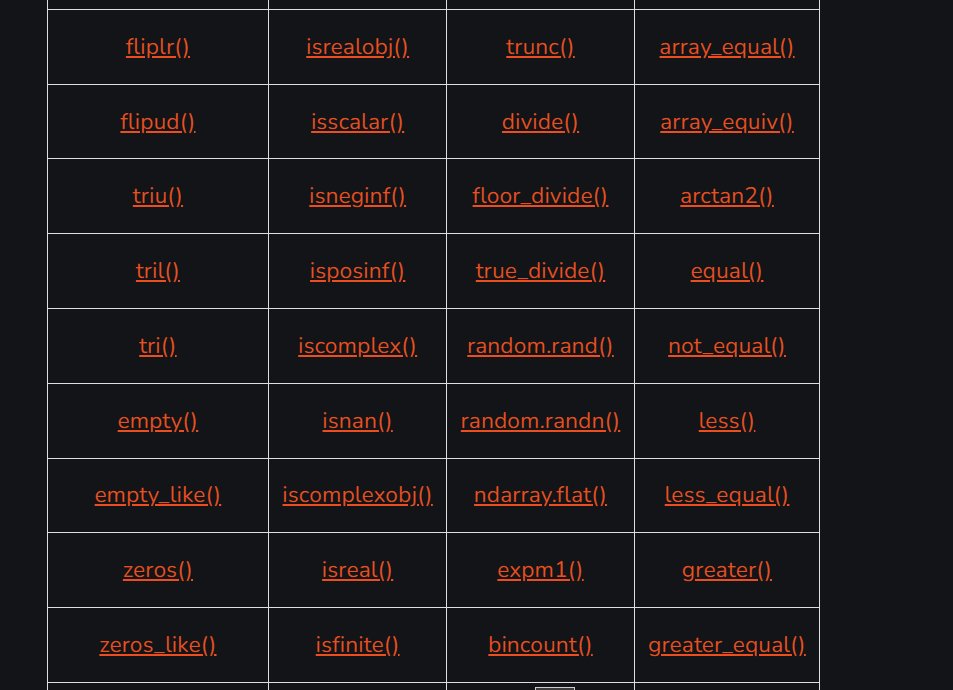 fliplr() isrealobj() trunc() array_equal()
flipud() isscalar() divide() array_equiv()
triu() isneginf() floor_divide() arctan2()
tril() isposinf() true_divide() equal()
tri() iscomplex() random.rand() not_equal()
empty() isnan() random.randn() less()
empty_like() iscomplexobj() ndarray.flat() less_equal()
zeros() isreal() expm1() greater()
zeros_like() isfinite() bincount() greater_equal()